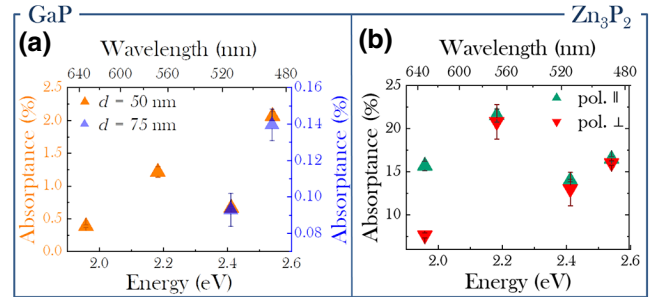 GaP
Zn3P2
(a)
Wavelength (nm)
640 600 560 520 480
2.5
2.0
1.5
1.0
0.5
0.0
Absorptance (%)
d = 50 nm
d = 75 nm
0.16
0.14
0.12
0.10
0.08
Absorptance (%)
2.0 2.2 2.4 2.6
Energy (eV)
(b)
Wavelength (nm)
640 600 560 520 480
25
20
15
10
Absorptance (%)
pol. ∥
pol. ⊥
2.0 2.2 2.4 2.6
Energy (eV)